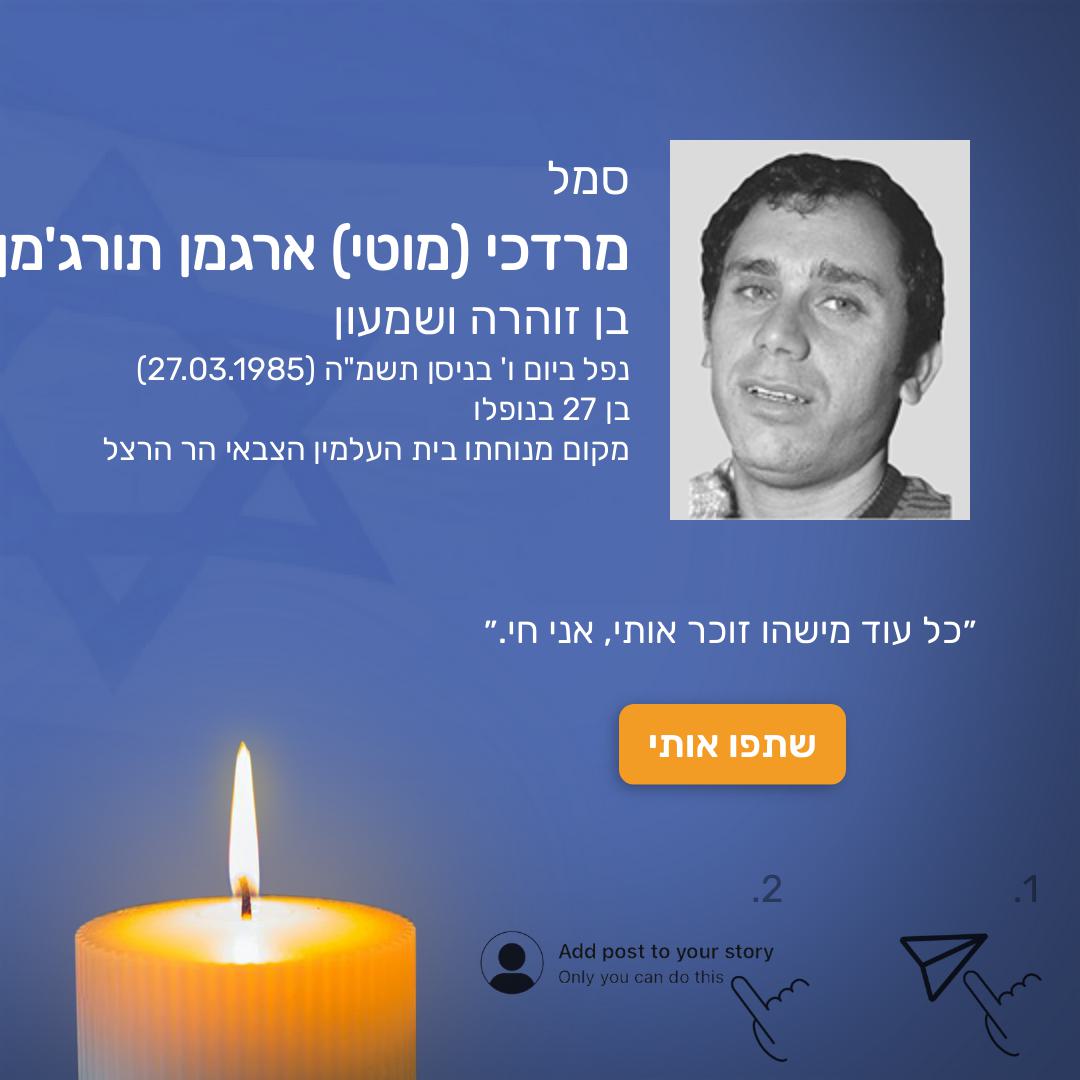 סמל
מרדכי (מוטי) ארגמן תורג'מן
בן זוהרה ושמעון
נפל ביום ו' בניסן תשמ"ה (27.03.1985)
בן 27 בנופלו
מקום מנוחתו בית העלמין הצבאי הר הרצל
״כל עוד מישהו זוכר אותי, אני חי.״
שתפו אותי
1.
2.
Add post to your story
Only you can do this